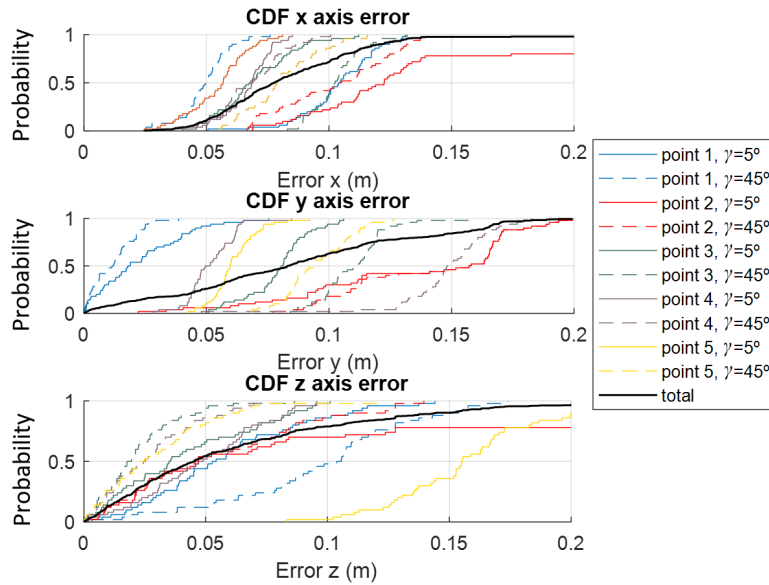 CDF x axis error
Probability
1
0.5
0
0
0.05
0.1
0.15
0.2
Error x (m)
CDF y axis error
Probability
1
0.5
0
0
0.05
0.1
0.15
0.2
Error y (m)
CDF z axis error
Probability
1
0.5
0
0
0.05
0.1
0.15
0.2
Error z (m)
point 1, γ=5º
point 1, γ=45º
point 2, γ=5º
point 2, γ=45º
point 3, γ=5º
point 3, γ=45º
point 4, γ=5º
point 4, γ=45º
point 5, γ=5º
point 5, γ=45º
total